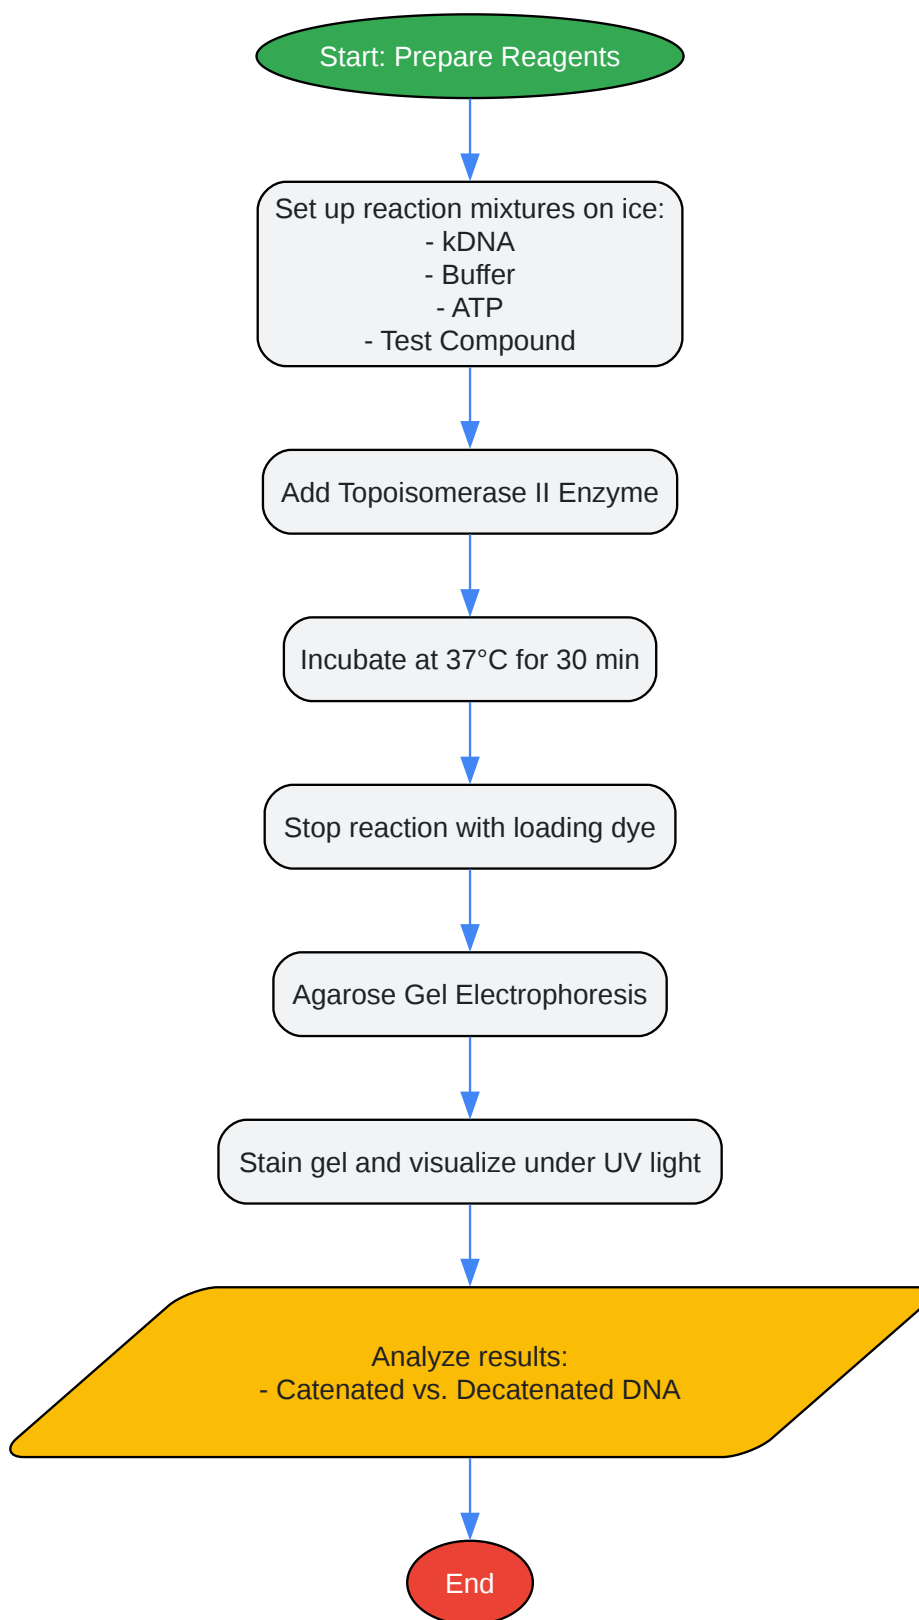 Start: Prepare Reagents
Set up reaction mixtures on ice:
- kDNA
- Buffer
- ATP
- Test Compound
Add Topoisomerase II Enzyme
Incubate at 37°C for 30 min
Stop reaction with loading dye
Agarose Gel Electrophoresis
Stain gel and visualize under UV light
Analyze results:
- Catenated vs. Decatenated DNA
End